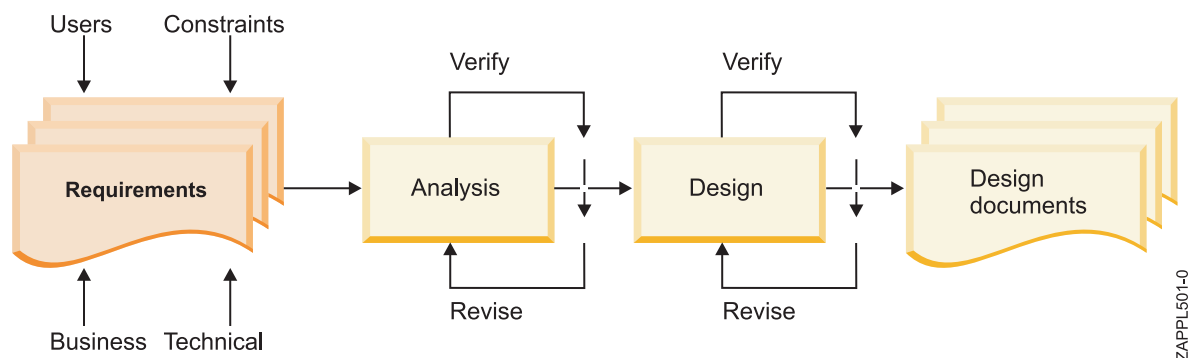 Users
Constraints
Verify
Verify
Requirements
Analysis
Design
Design
documents
Revise
Revise
Business
Technical
ZAPPL501-0